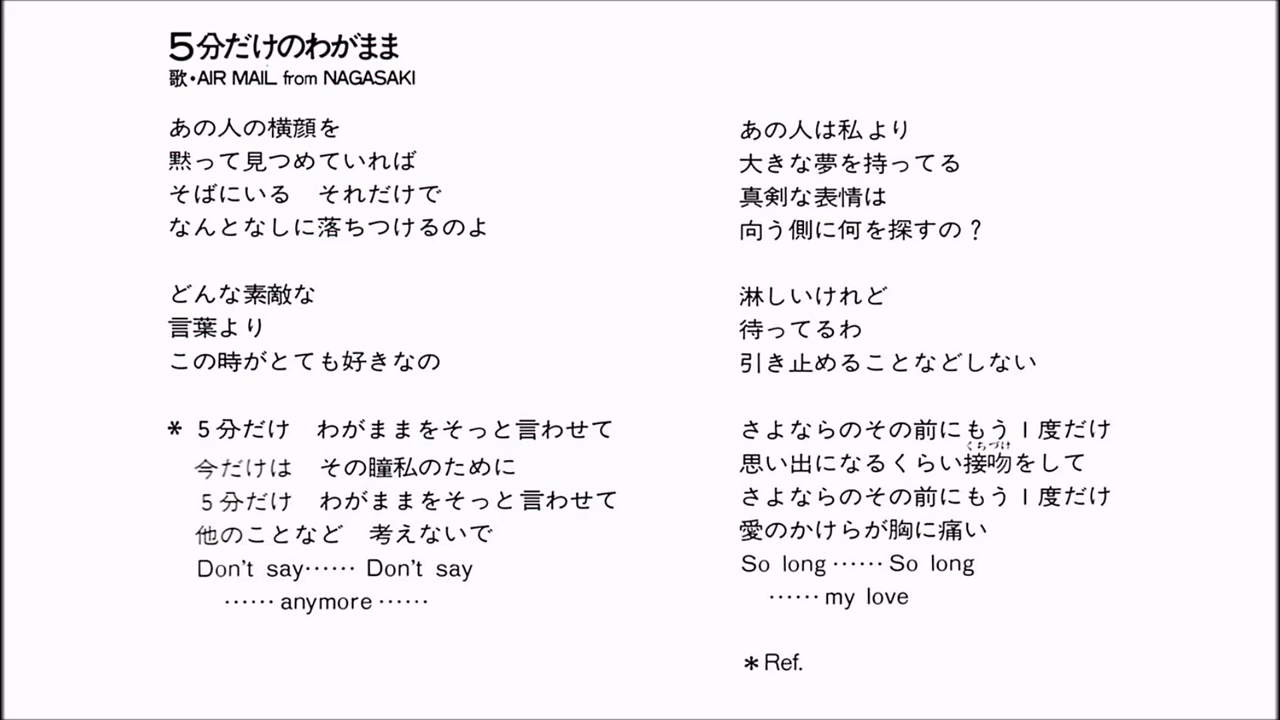 5分だけのわがまま
歌・AIR MAIL from NAGASAKI
あの人の横顔を
黙って見つめていれば
そばにいる　それだけで
なんとなしに落ちつけるのよ
どんな素敵な
言葉より
この時がとても好きなの
* 5分だけ　わがままをそっと言わせて
今だけは　その瞳私のために
5分だけ　わがままをそっと言わせて
他のことなど　考えないで
Don't say…… Don't say
……anymore……
あの人は私より
大きな夢を持ってる
真剣な表情は
向う側に何を探すの？
淋しいけれど
待ってるわ
引き止めることなどしない
さよならのその前にもう1度だけ
くちづけ
思い出になるくらい接吻をして
さよならのその前にもう1度だけ
愛のかけらが胸に痛い
So long……So long
……my love
*Ref.